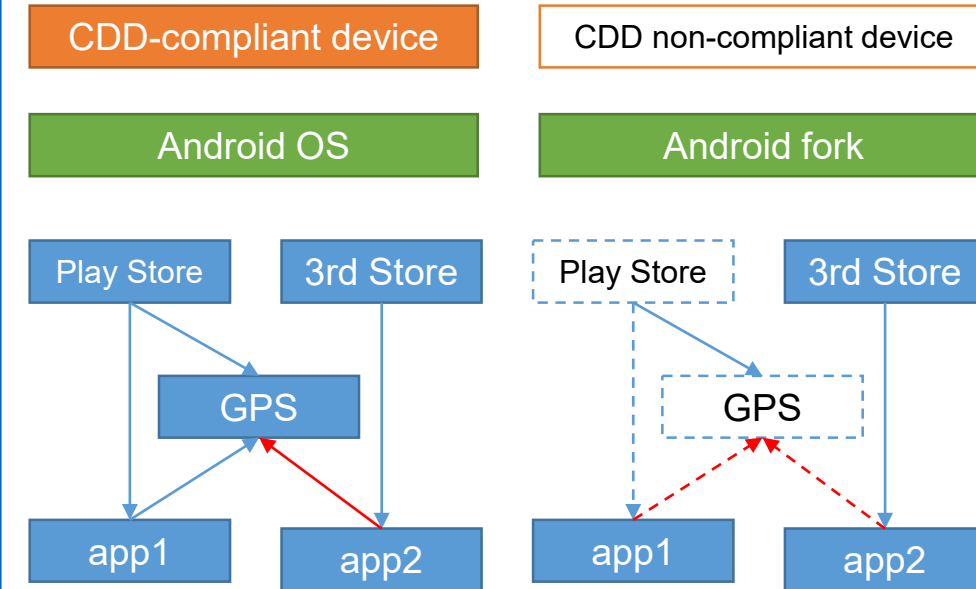 CDD-compliant device
CDD non-compliant device
Android OS
Android fork
Play Store
3rd Store
Play Store
3rd Store
GPS
GPS
app1
app2
app1
app2